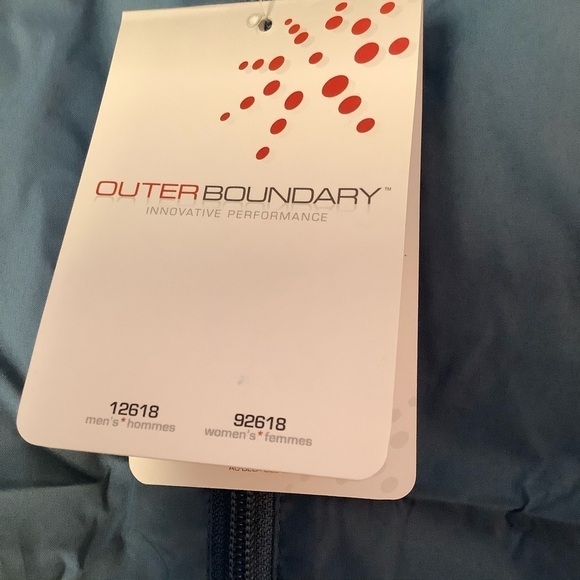 OUTERBOUNDARY™
INNOVATIVE PERFORMANCE
12618 92618
men's*hommes women's*femmes